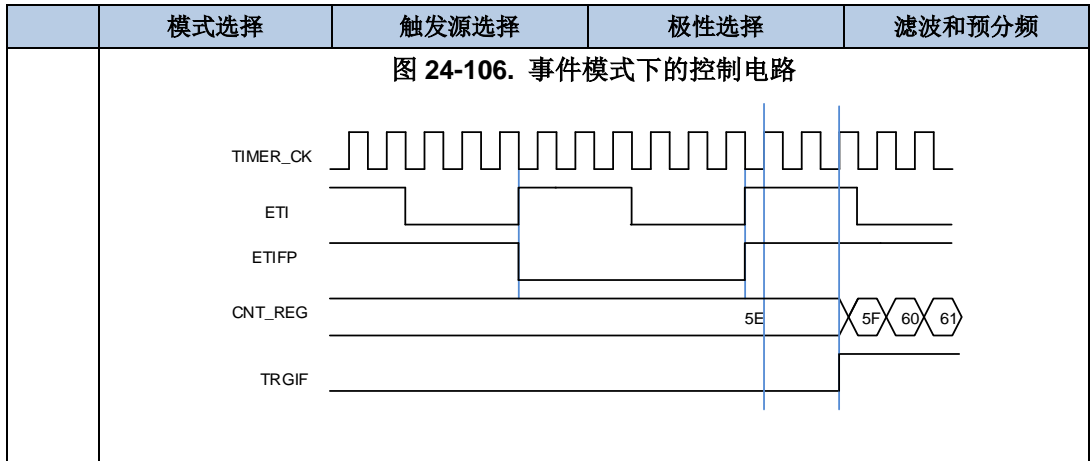 模式选择 触发源选择 极性选择 滤波和预分频
图 24-106. 事件模式下的控制电路
TIMER_CK
ETI
ETIFP
CNT_REG 5E 5F 60 61
TRGIF